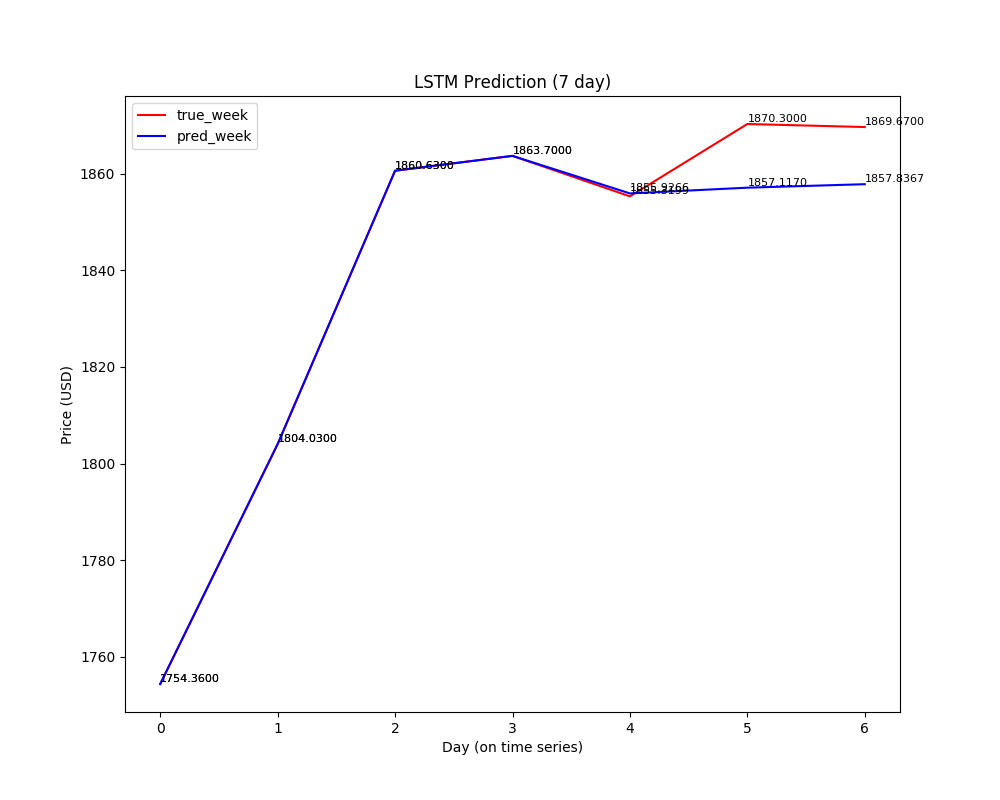 LSTM Prediction (7 day)
true_week
pred_week
1870.3000
1869.6700
1863.7000
1860.6300
1855.9266
1857.1170
1857.8367
1804.0300
1754.3600
1860
1840
1820
1800
1780
1760
Price (USD)
0 1 2 3 4 5 6
Day (on time series)